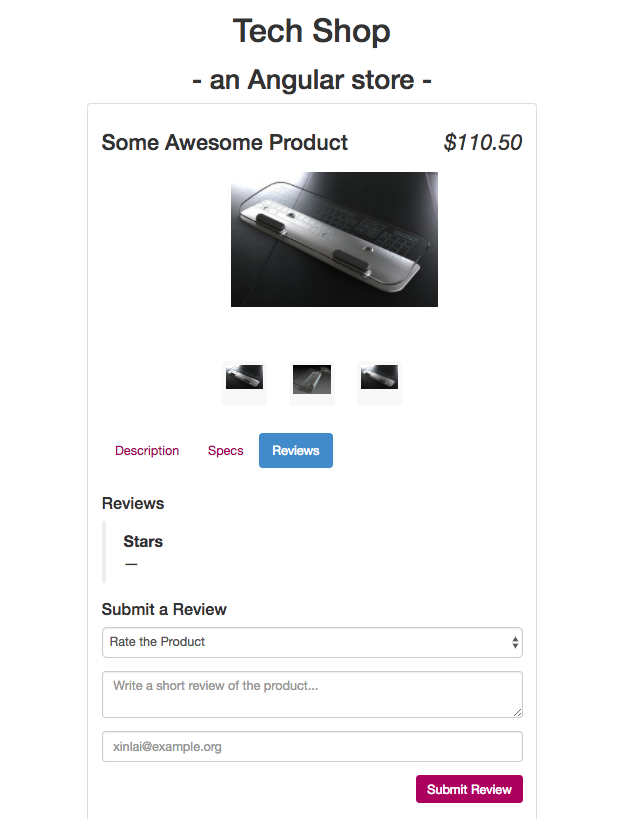 Tech Shop
- an Angular store -
Some Awesome Product $110.50
Description Specs Reviews
Reviews
Stars
—
Submit a Review
Rate the Product
Write a short review of the product...
xinlai@example.org
Submit Review